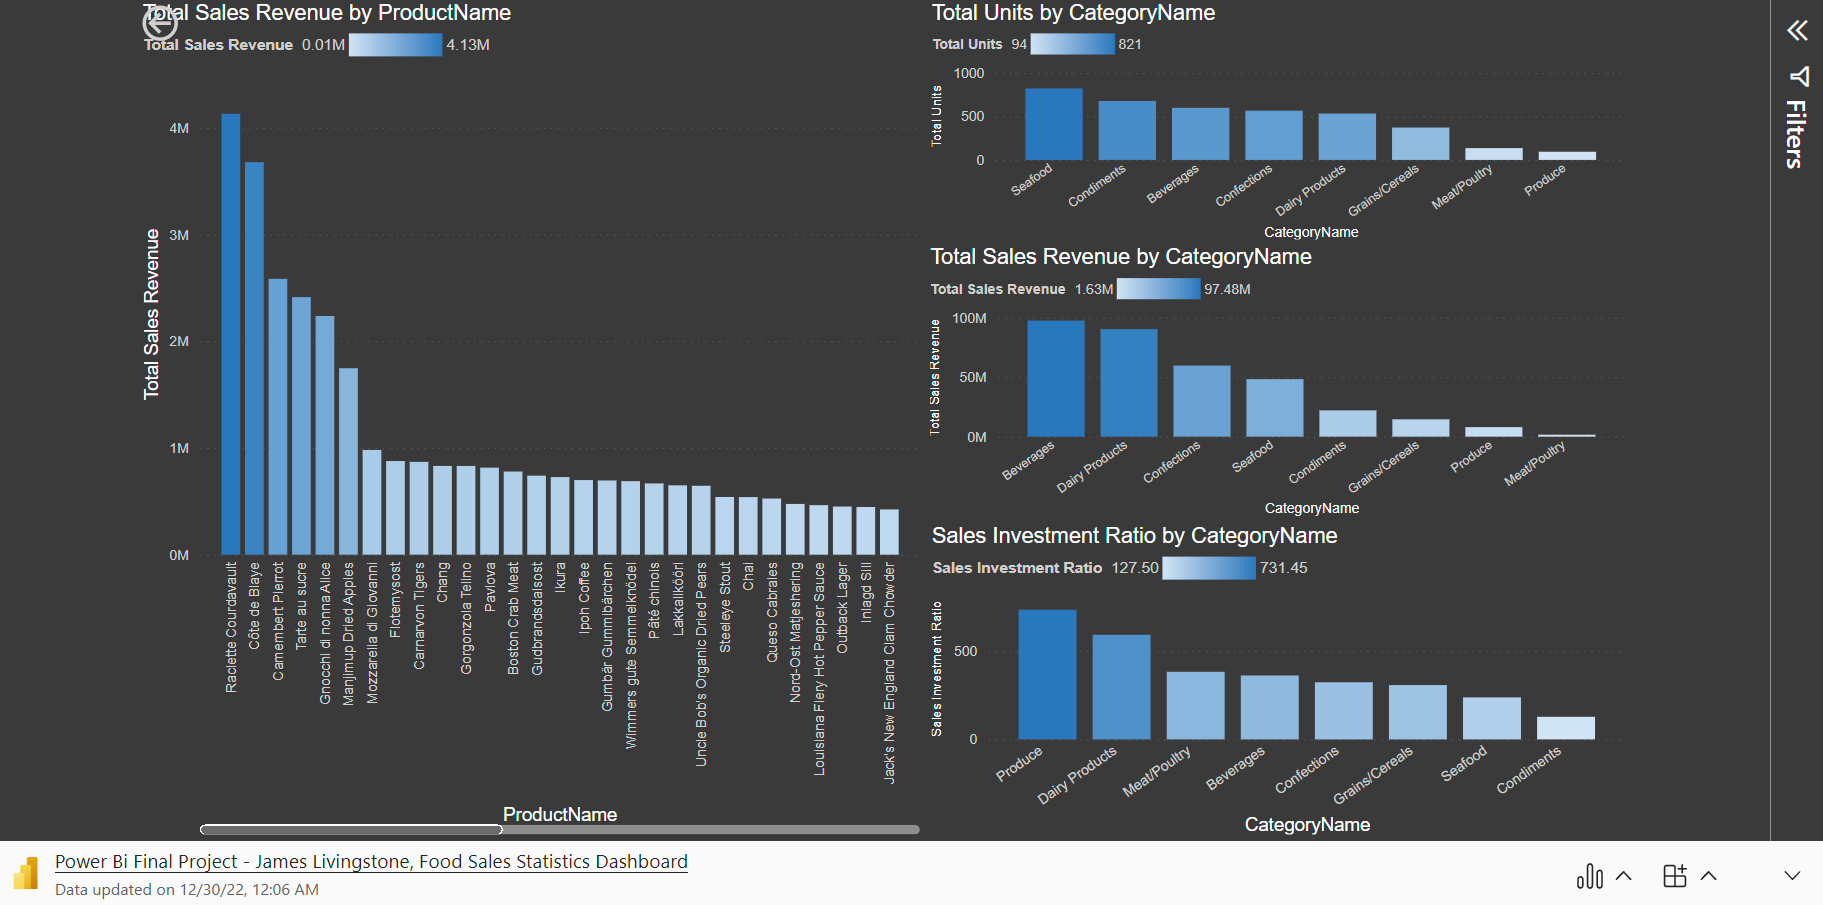 Total Sales Revenue by ProductName
Total Sales Revenue 0.01M 4.13M
Total Sales Revenue
4M
3M
2M
1M
0M
Raclette Courdavault
Côte de Blaye
Camembert Pierrot
Tarte au sucre
Gnocchi di nonna Alice
Manjimup Dried Apples
Mozzarella di Giovanni
Flotemysost
Carnarvon Tigers
Chang
Gorgonzola Telino
Pavlova
Boston Crab Meat
Gudbrandsdalsost
Ikura
Ipoh Coffee
Gumbär Gummibärchen
Wimmers gute Semmelknödel
Pâté chinois
Lakkalikööri
Uncle Bob's Organic Dried Pears
Steeleye Stout
Chai
Queso Cabrales
Nord-Ost Matjeshering
Louisiana Fiery Hot Pepper Sauce
Outback Lager
Inlagd Sill
Jack's New England Clam Chowder
ProductName
Total Units by CategoryName
Total Units 94 821
Total Units
1000
500
0
Seafood
Condiments
Beverages
Confections
Dairy Products
Grains/Cereals
Meat/Poultry
Produce
CategoryName
Total Sales Revenue by CategoryName
Total Sales Revenue 1.63M 97.48M
Total Sales Revenue
100M
50M
0M
Beverages
Dairy Products
Confections
Seafood
Condiments
Grains/Cereals
Produce
Meat/Poultry
CategoryName
Sales Investment Ratio by CategoryName
Sales Investment Ratio 127.50 731.45
Sales Investment Ratio
500
0
Produce
Dairy Products
Meat/Poultry
Beverages
Confections
Grains/Cereals
Seafood
Condiments
CategoryName
Filters
Power Bi Final Project - James Livingstone, Food Sales Statistics Dashboard
Data updated on 12/30/22, 12:06 AM